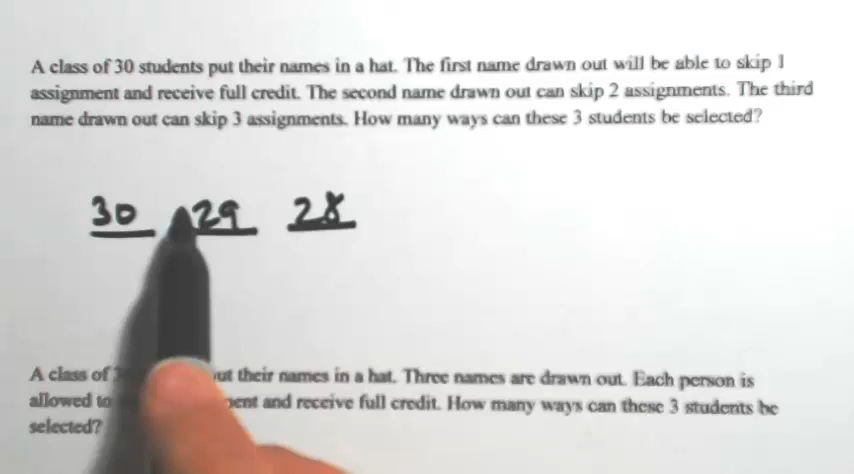 A class of 30 students put their names in a hat. The first name drawn out will be able to skip 1
assignment and receive full credit. The second name drawn out can skip 2 assignments. The third
name drawn out can skip 3 assignments. How many ways can these 3 students be selected?
30 29 28
A class of their names in a hat. Three names are drawn out. Each person is
allowed to and receive full credit. How many ways can these 3 students be
selected?